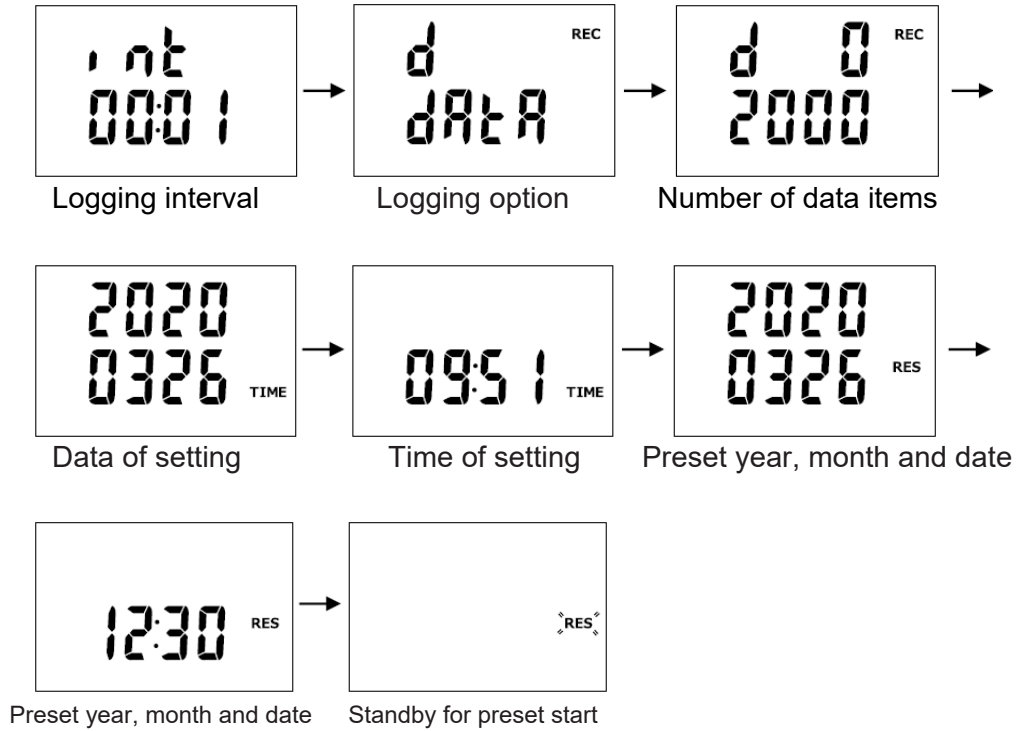 int
00:01
Logging interval
REC
d
dAtA
Logging option
d 0 REC
2000
Number of data items
2020
0326 TIME
Data of setting
09:51 TIME
Time of setting
2020
0326 RES
Preset year, month and date
12:30 RES
Preset year, month and date
RES
Standby for preset start